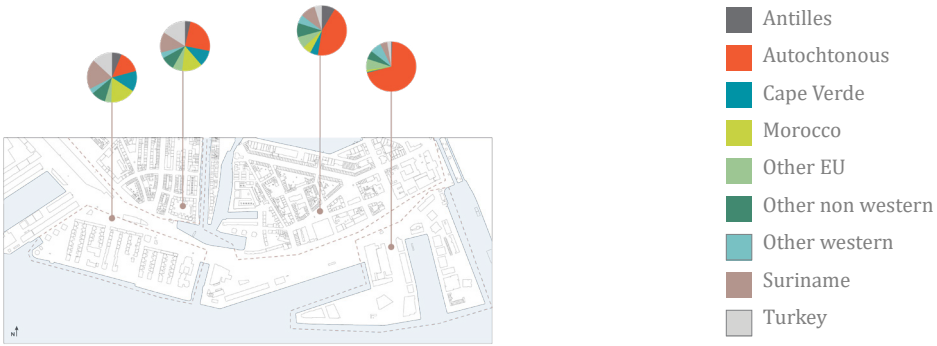 Antilles
Autochtonous
Cape Verde
Morocco
Other EU
Other non western
Other western
Suriname
Turkey
N